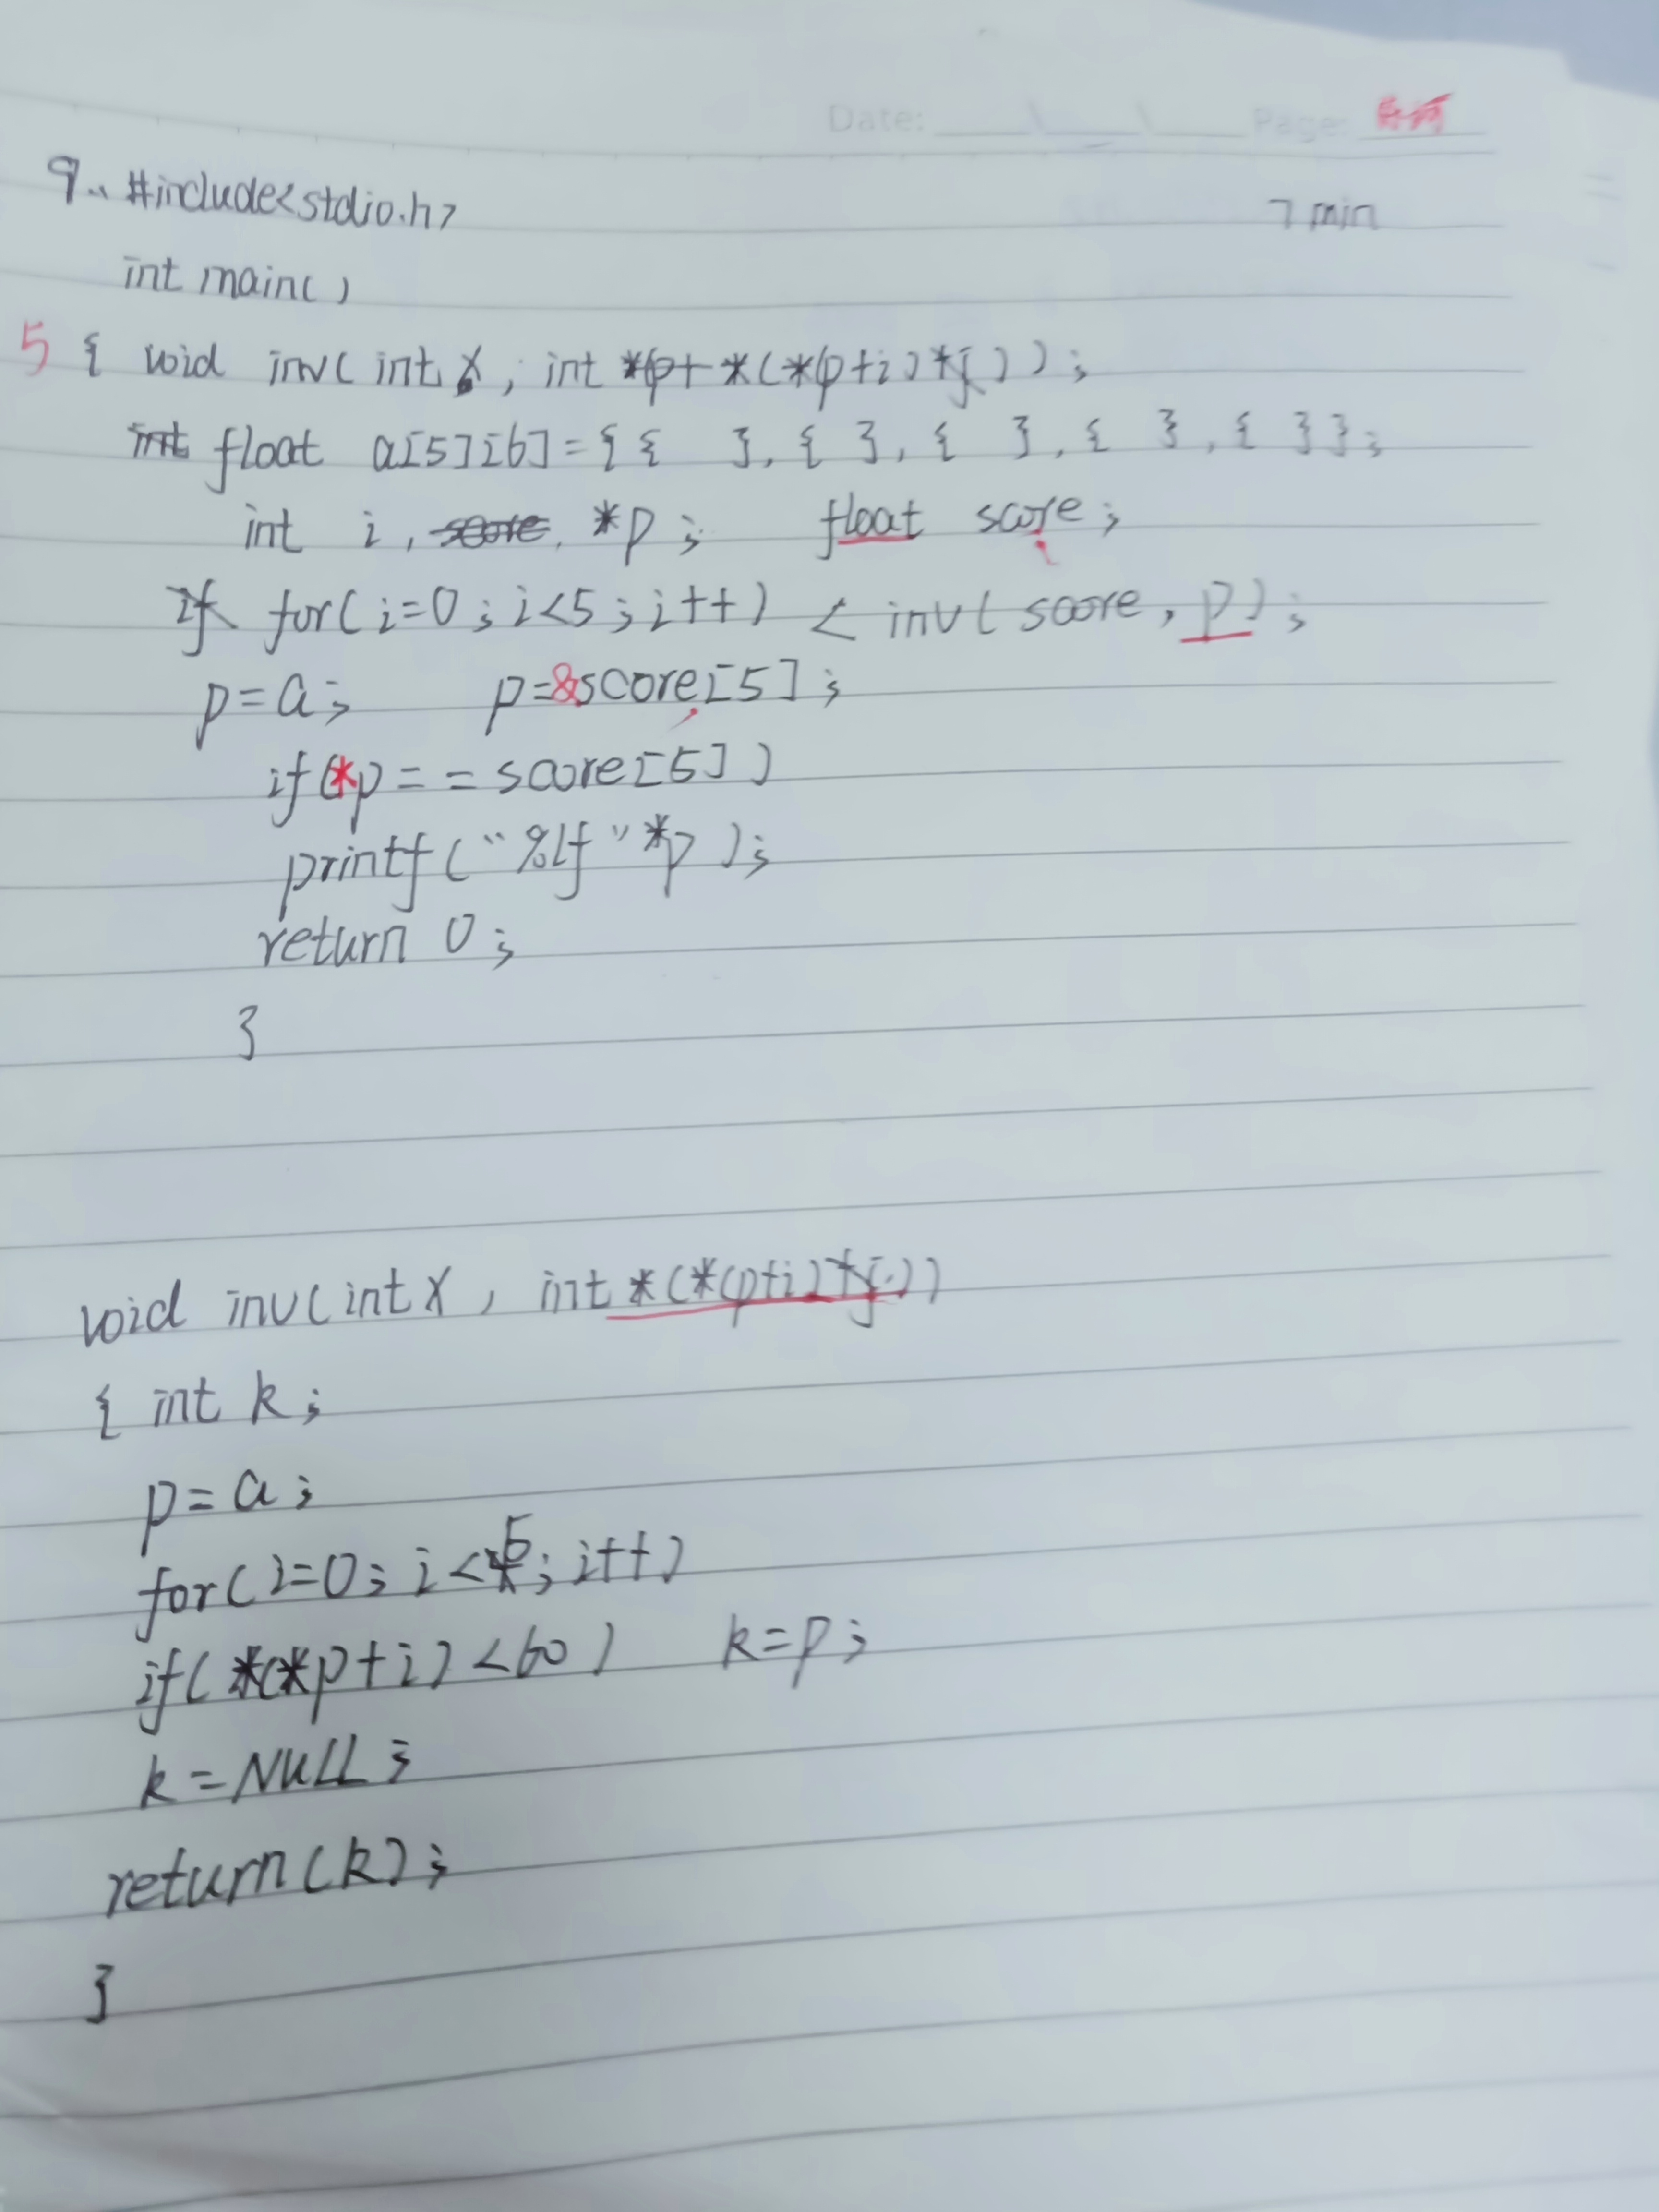 Date: Page:
9. #include<stdio.h> 7 min
int main()
5 { void inv( int x, int *(p+ *(*(p+i)+j));
int float a[5][6]={{ },{ },{ },{ },{ }};
int i, score, *p; float score;
if for(i=0;i<5;i++) < inv( score, p);
p=a; p=&score[5];
if(*p==score[5])
printf("%lf"*p);
return 0;
}
void inv(int x, int *(*(p+i)+j))
{ int k;
p=a;
for(i=0;i<5;i++)
if(*(*p+i)<60) k=p;
k=NULL;
return(k);
}